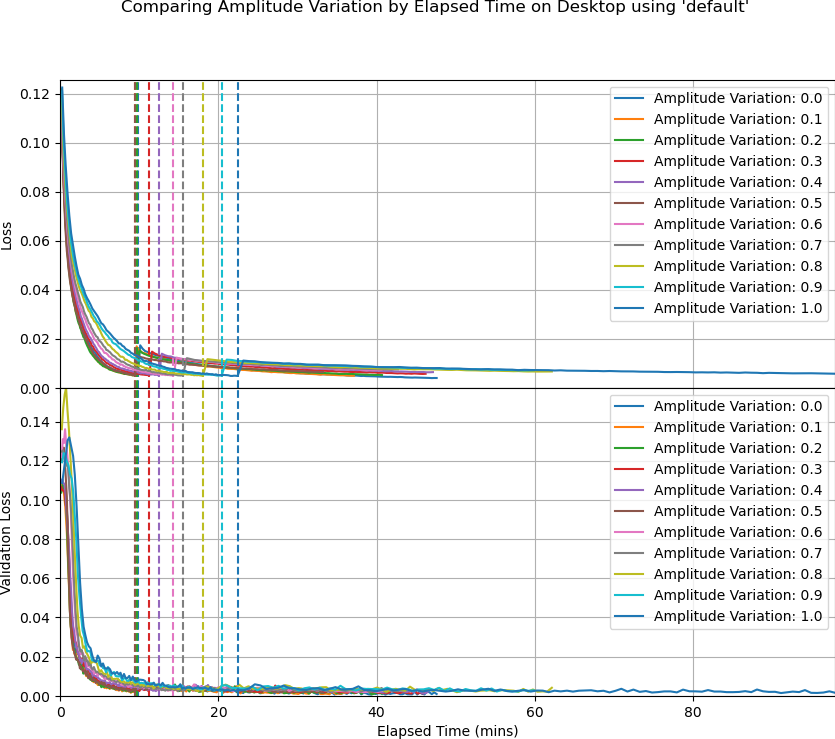 Comparing Amplitude Variation by Elapsed Time on Desktop using 'default'
0.12
0.10
0.08
0.06
0.04
0.02
0.00
Loss
Amplitude Variation: 0.0
Amplitude Variation: 0.1
Amplitude Variation: 0.2
Amplitude Variation: 0.3
Amplitude Variation: 0.4
Amplitude Variation: 0.5
Amplitude Variation: 0.6
Amplitude Variation: 0.7
Amplitude Variation: 0.8
Amplitude Variation: 0.9
Amplitude Variation: 1.0
0.14
0.12
0.10
0.08
0.06
0.04
0.02
0.00
Validation Loss
Amplitude Variation: 0.0
Amplitude Variation: 0.1
Amplitude Variation: 0.2
Amplitude Variation: 0.3
Amplitude Variation: 0.4
Amplitude Variation: 0.5
Amplitude Variation: 0.6
Amplitude Variation: 0.7
Amplitude Variation: 0.8
Amplitude Variation: 0.9
Amplitude Variation: 1.0
0 20 40 60 80
Elapsed Time (mins)